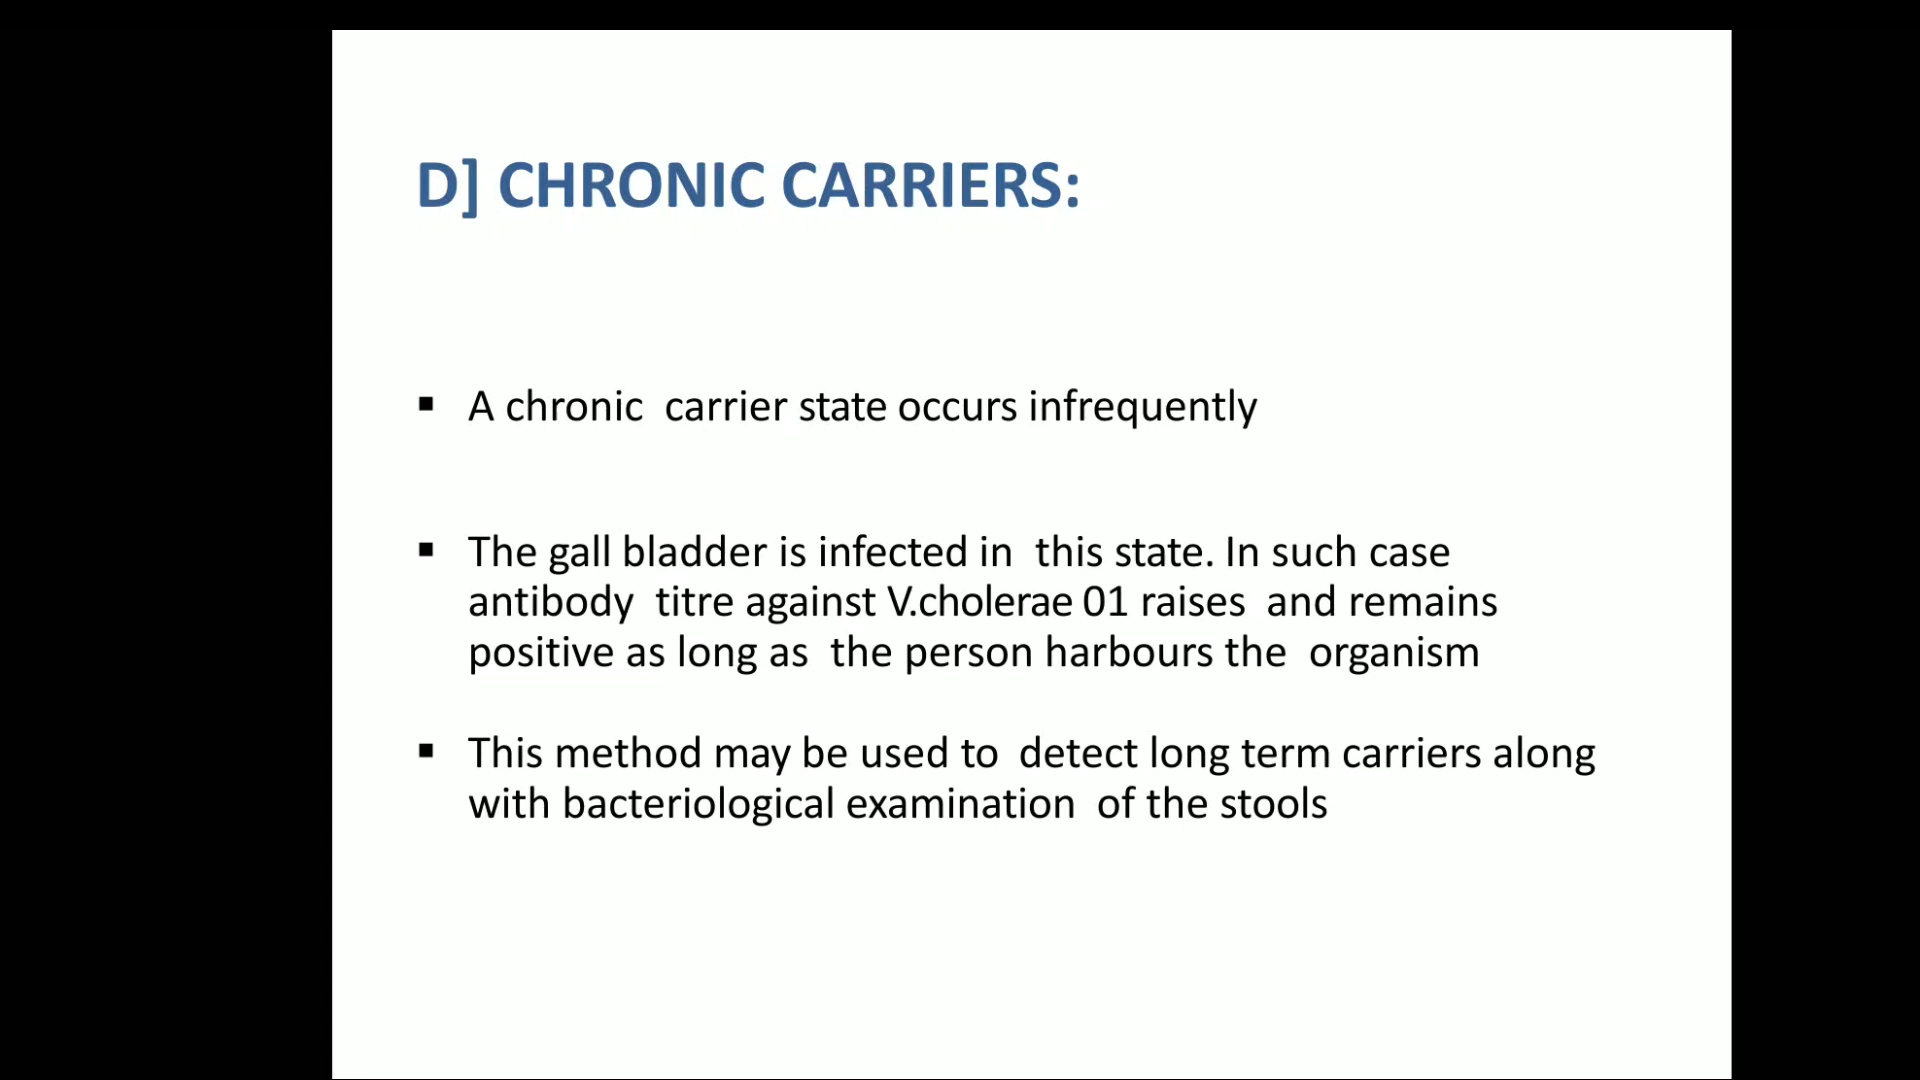 D] CHRONIC CARRIERS:
▪ A chronic carrier state occurs infrequently
▪ The gall bladder is infected in this state. In such case
antibody titre against V.cholerae 01 raises and remains
positive as long as the person harbours the organism
▪ This method may be used to detect long term carriers along
with bacteriological examination of the stools